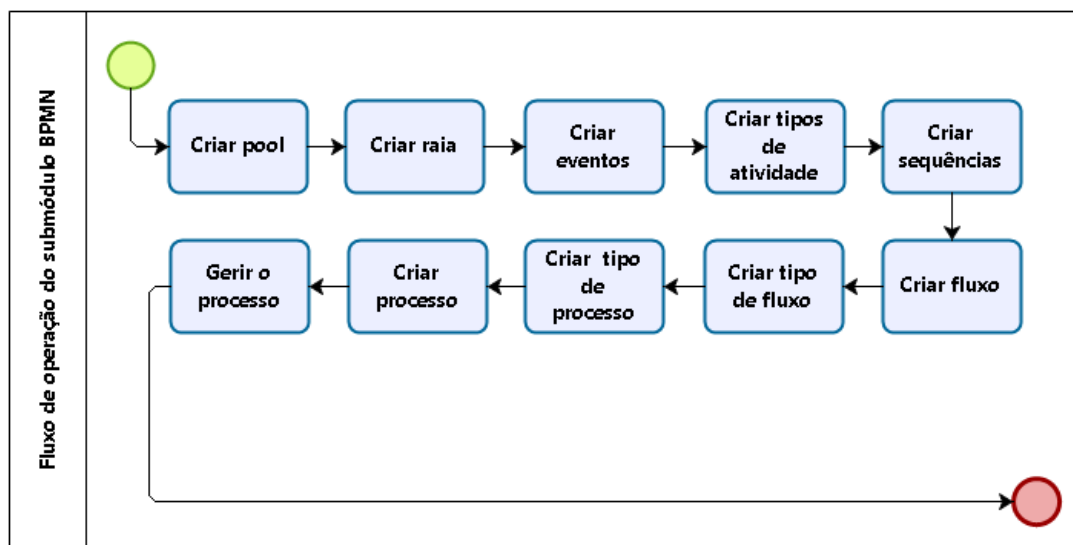 Fluxo de operação do submódulo BPMN
Criar pool
Criar raia
Criar
eventos
Criar tipos
de
atividade
Criar
sequências
Criar fluxo
Criar tipo
de fluxo
Criar tipo
de
processo
Criar
processo
Gerir o
processo